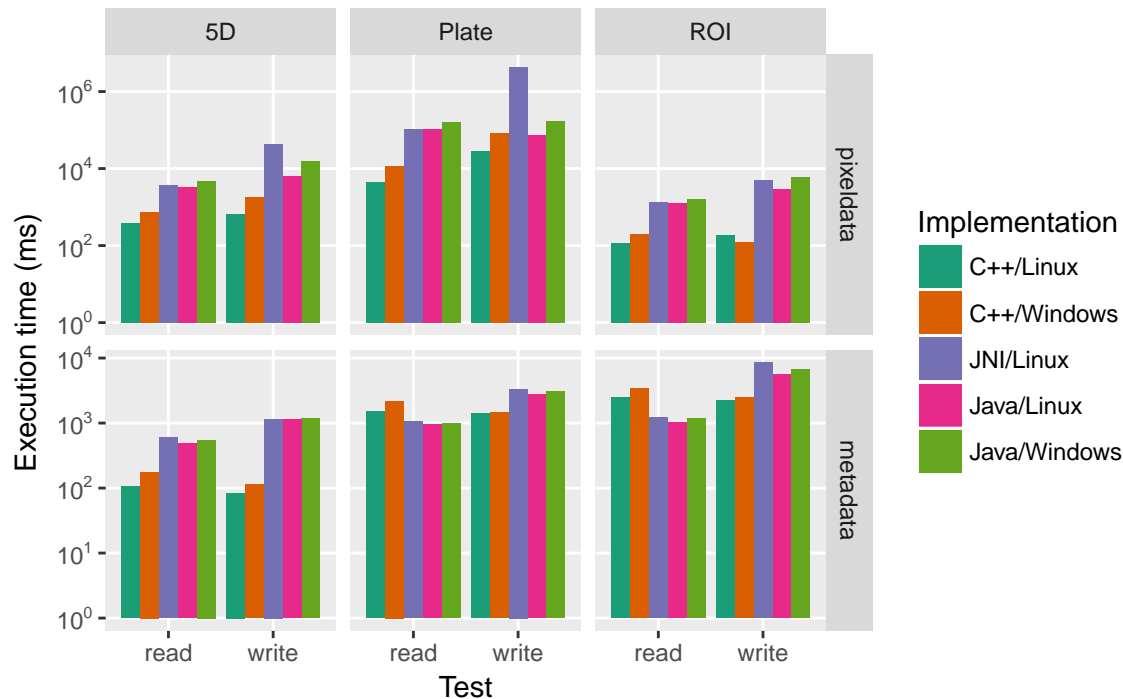 5D Plate ROI
10^6
10^4
10^2
10^0
pixeldata
10^4
10^3
10^2
10^1
10^0
metadata
Execution time (ms)
read write read write read write
Test
Implementation
C++/Linux
C++/Windows
JNI/Linux
Java/Linux
Java/Windows